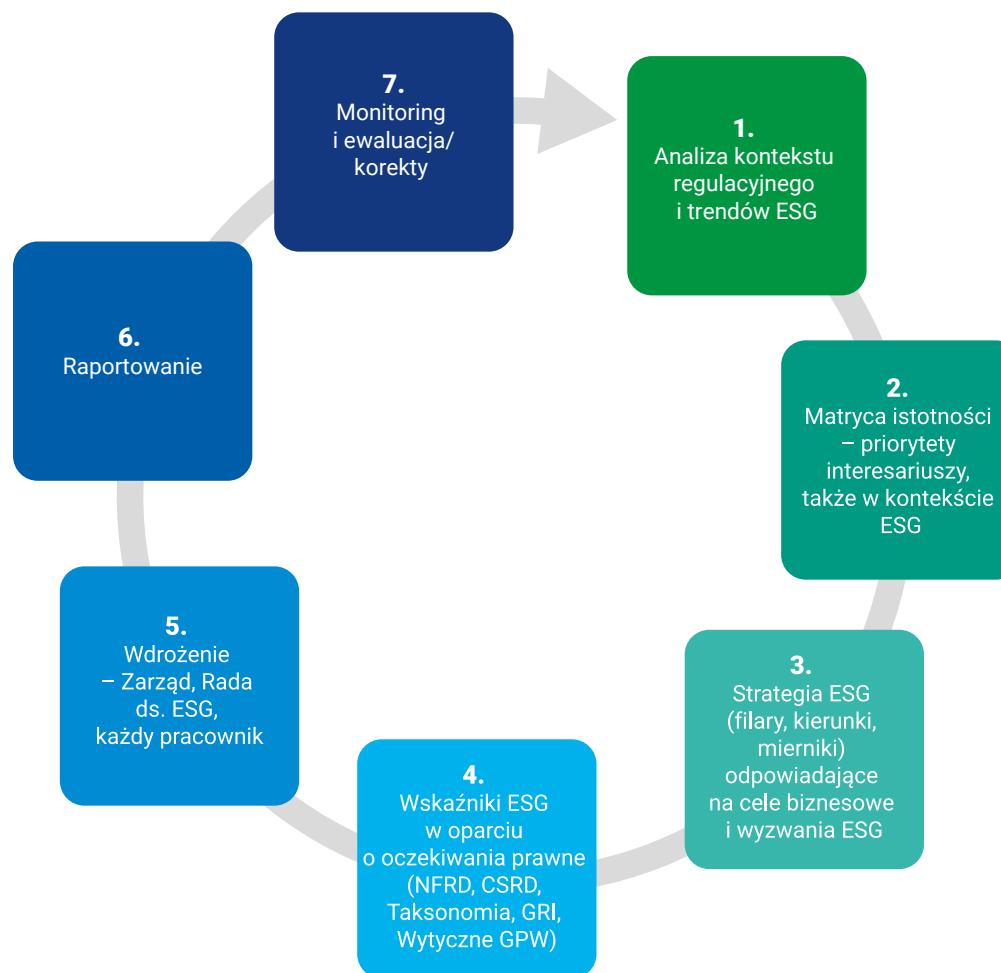 1.
Analiza kontekstu
regulacyjnego
i trendów ESG
2.
Matryca istotności
– priorytety
interesariuszy,
także w kontekście
ESG
3.
Strategia ESG
(filary, kierunki,
mierniki)
odpowiadające
na cele biznesowe
i wyzwania ESG
4.
Wskaźniki ESG
w oparciu
o oczekiwania prawne
(NFRD, CSRD,
Taksonomia, GRI,
Wytyczne GPW)
5.
Wdrożenie
– Zarząd, Rada
ds. ESG,
każdy pracownik
6.
Raportowanie
7.
Monitoring
i ewaluacja/
korekty